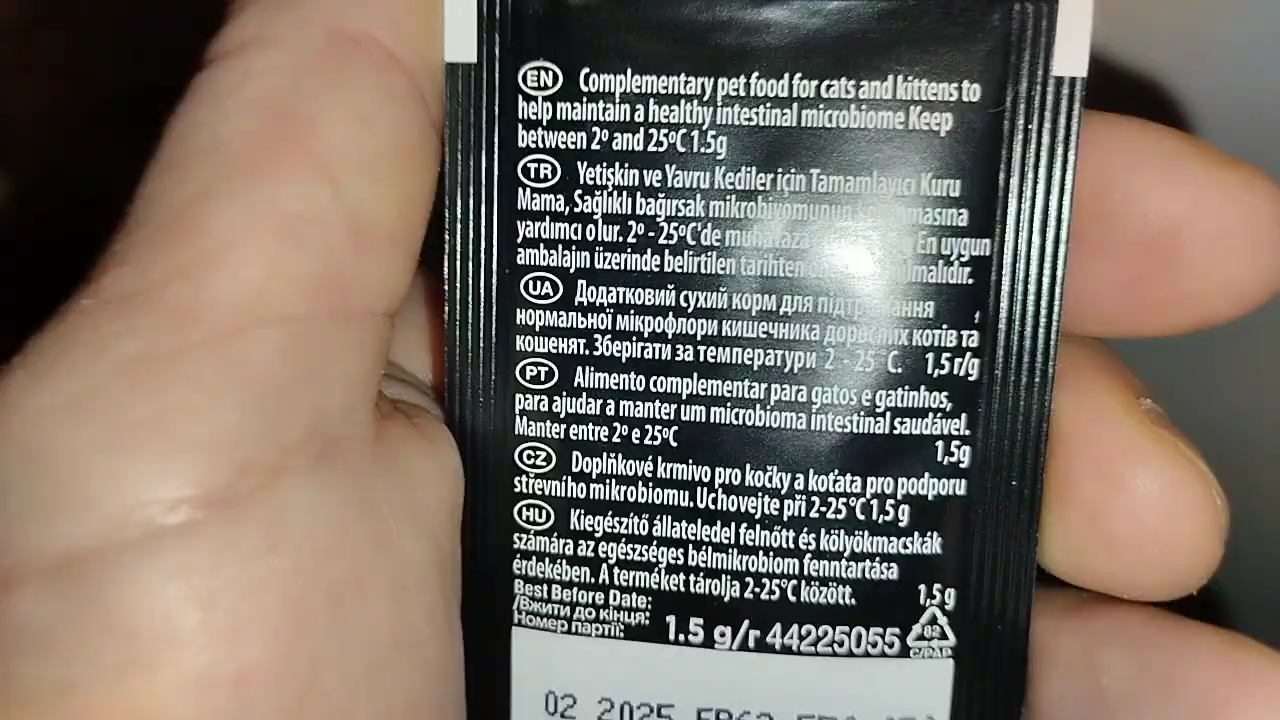 EN Complementary pet food for cats and kittens to
help maintain a healthy intestinal microbiome Keep
between 2º and 25ºC 1.5g
TR Yetişkin ve Yavru Kediler için Tamamlayıcı Kuru
Mama, Sağlıklı bağırsak mikrobiyomunun
yardımcı olur. 2º - 25ºC'de muhafaza En uygun
ambalajın üzerinde belirtilen tarihten
UA Додатковий сухий корм для
нормальної мікрофлори кишечника дорослих котів та
кошенят. Зберігати за температури 2 25 C. 1,5 г/g
PT Alimento complementar para gatos e gatinhos,
para ajudar a manter um microbioma intestinal saudável.
Manter entre 2º e 25ºC 1,5g
CZ Doplňkové krmivo pro kočky a koťata pro podporu
střevního mikrobiomu. Uchovejte při 2-25°C 1,5 g
HU Kiegészítő állateledel felnőtt és kölyökmacskák
számára az egészséges bélmikrobiom fenntartása
érdekében. A terméket tárolja 2-25°C között. 1,5 g
Best Before Date:
/Вжити до кінця:
Номер партії: 1.5 g/г 44225055 82 C/PAP
02 2025